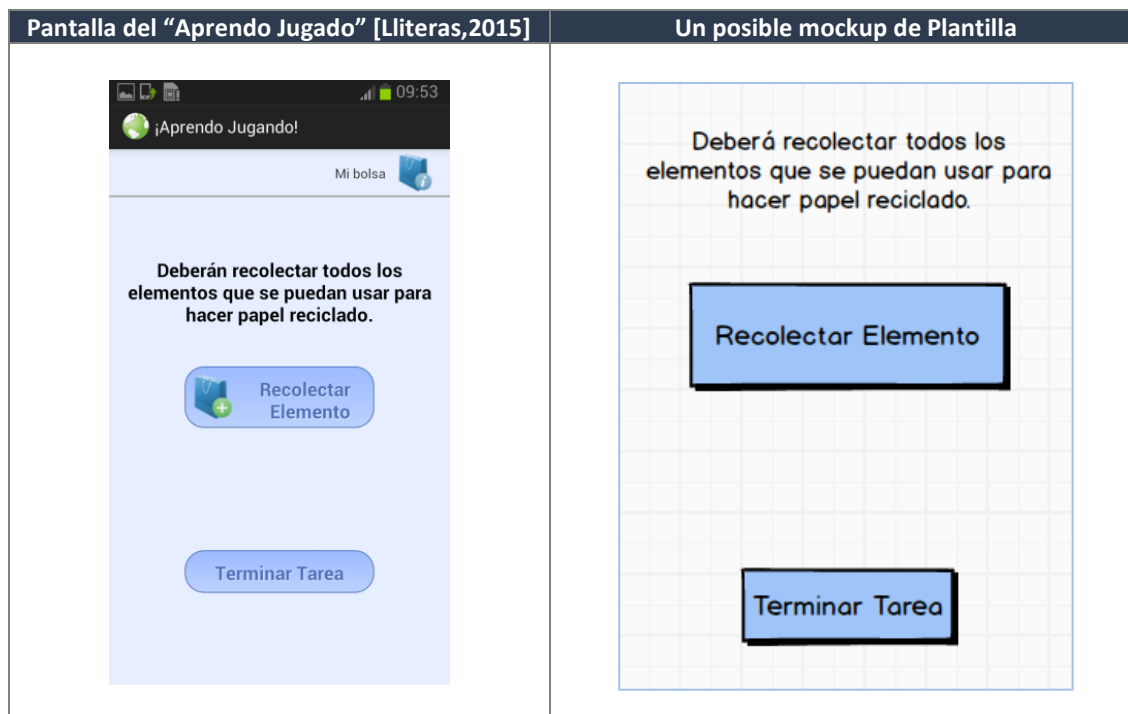 Pantalla del “Aprendo Jugado” [Lliteras,2015]
Un posible mockup de Plantilla
09:53
¡Aprendo Jugando!
Mi bolsa
Deberán recolectar todos los
elementos que se puedan usar para
hacer papel reciclado.
Recolectar
Elemento
Terminar Tarea
Deberá recolectar todos los
elementos que se puedan usar para
hacer papel reciclado.
Recolectar Elemento
Terminar Tarea